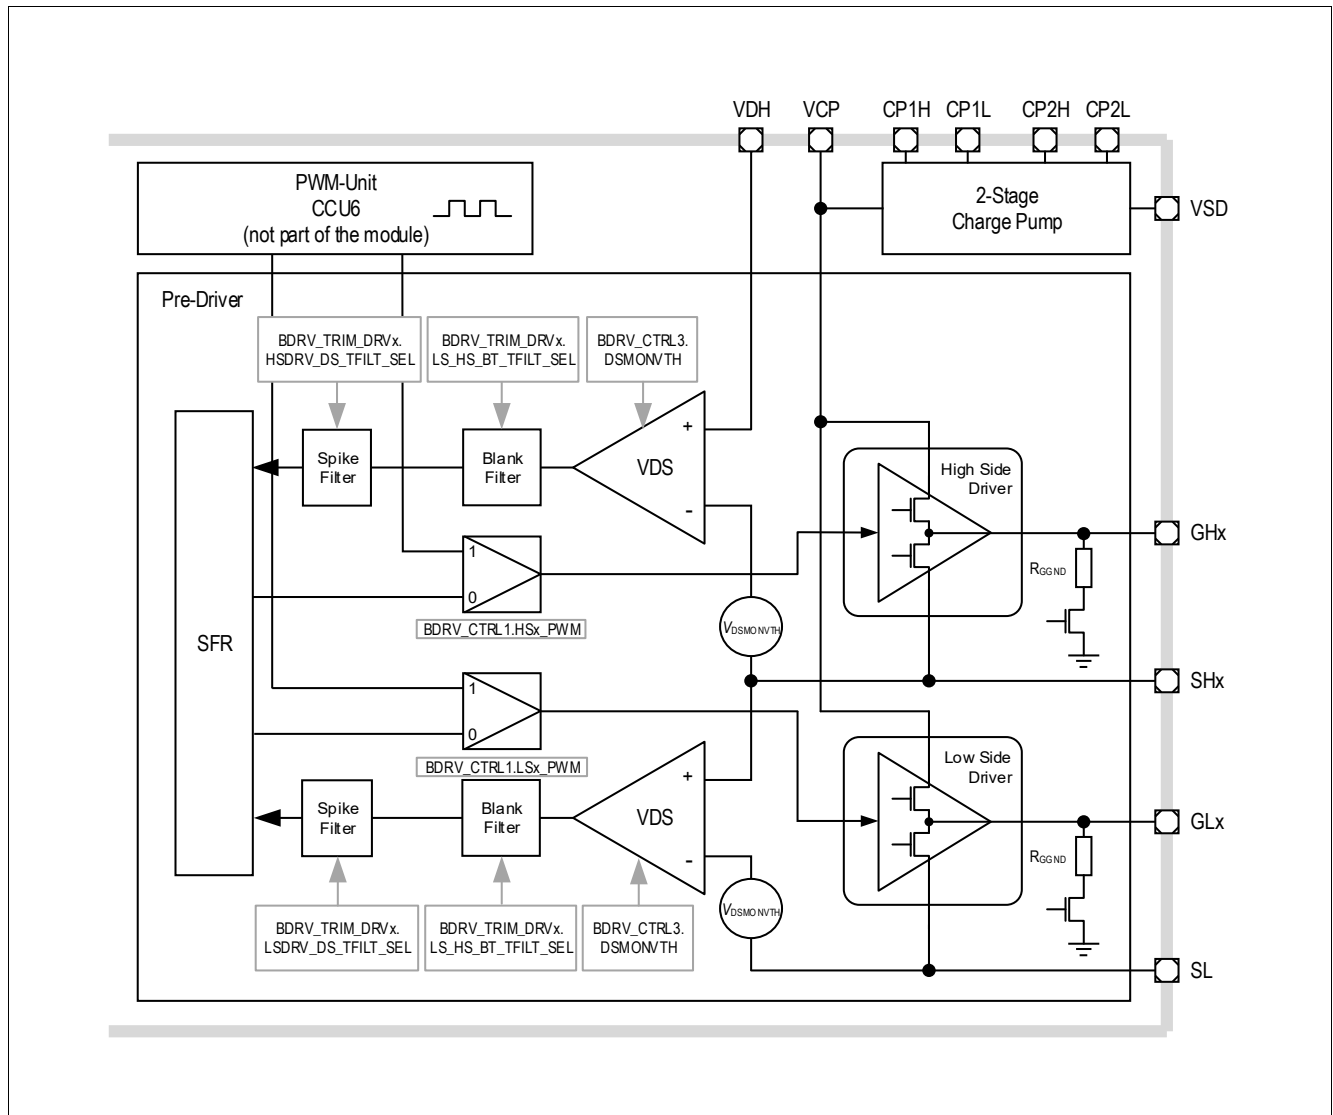 VDH
VCP
CP1H
CP1L
CP2H
CP2L
PWM-Unit
CCU6
(not part of the module)
2-Stage
Charge Pump
VSD
Pre-Driver
BDRV_TRIM_DRVx.
HSDRV_DS_TFILT_SEL
BDRV_TRIM_DRVx.
LS_HS_BT_TFILT_SEL
BDRV_CTRL3.
DSMONVTH
SFR
Spike
Filter
Blank
Filter
VDS
+
-
High Side
Driver
GHx
RGGND
1
0
BDRV_CTRL1.HSx_PWM
VDSMONVTH
SHx
1
0
BDRV_CTRL1.LSx_PWM
Spike
Filter
Blank
Filter
VDS
+
-
Low Side
Driver
GLx
RGGND
VDSMONVTH
BDRV_TRIM_DRVx.
LSDRV_DS_TFILT_SEL
BDRV_TRIM_DRVx.
LS_HS_BT_TFILT_SEL
BDRV_CTRL3.
DSMONVTH
SL